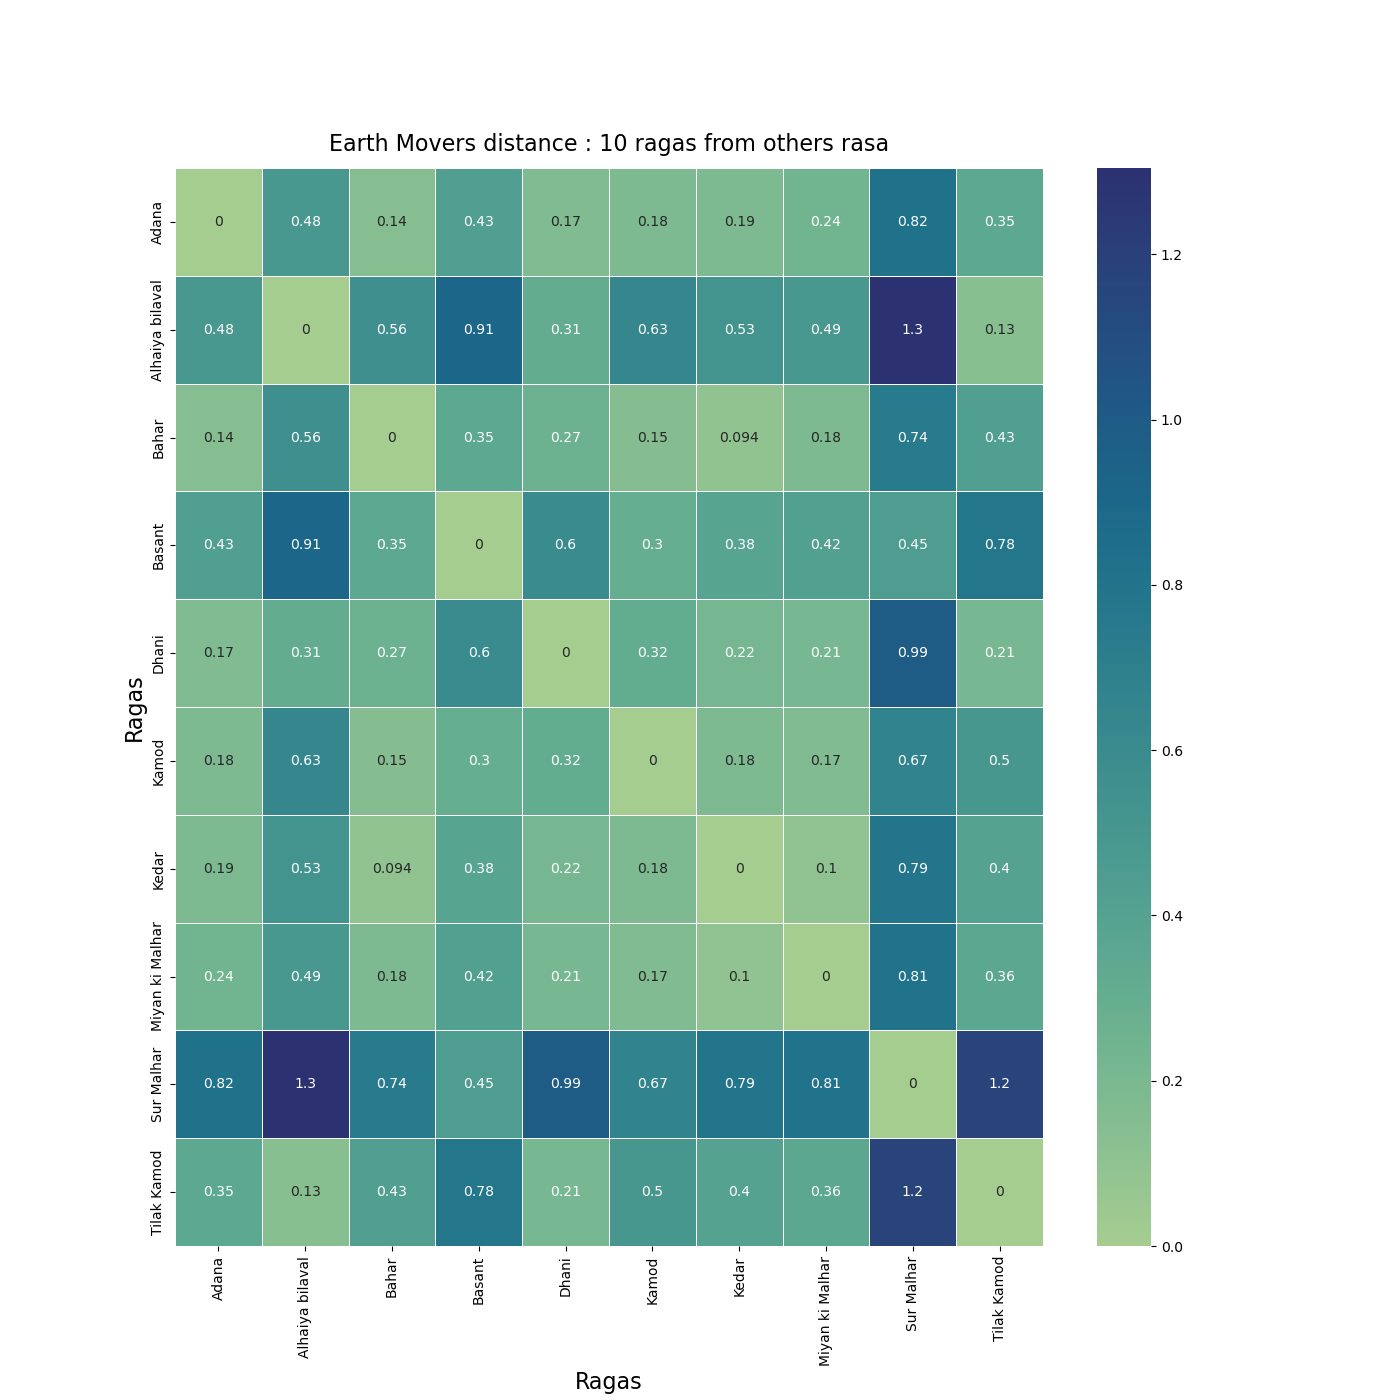 Earth Movers distance : 10 ragas from others rasa
Adana 0 0.48 0.14 0.43 0.17 0.18 0.19 0.24 0.82 0.35
Alhaiya bilaval 0.48 0 0.56 0.91 0.31 0.63 0.53 0.49 1.3 0.13
Bahar 0.14 0.56 0 0.35 0.27 0.15 0.094 0.18 0.74 0.43
Basant 0.43 0.91 0.35 0 0.6 0.3 0.38 0.42 0.45 0.78
Dhani 0.17 0.31 0.27 0.6 0 0.32 0.22 0.21 0.99 0.21
Kamod 0.18 0.63 0.15 0.3 0.32 0 0.18 0.17 0.67 0.5
Kedar 0.19 0.53 0.094 0.38 0.22 0.18 0 0.1 0.79 0.4
Miyan ki Malhar 0.24 0.49 0.18 0.42 0.21 0.17 0.1 0 0.81 0.36
Sur Malhar 0.82 1.3 0.74 0.45 0.99 0.67 0.79 0.81 0 1.2
Tilak Kamod 0.35 0.13 0.43 0.78 0.21 0.5 0.4 0.36 1.2 0
Ragas
Adana
Alhaiya bilaval
Bahar
Basant
Dhani
Kamod
Kedar
Miyan ki Malhar
Sur Malhar
Tilak Kamod
Ragas
1.2
1.0
0.8
0.6
0.4
0.2
0.0